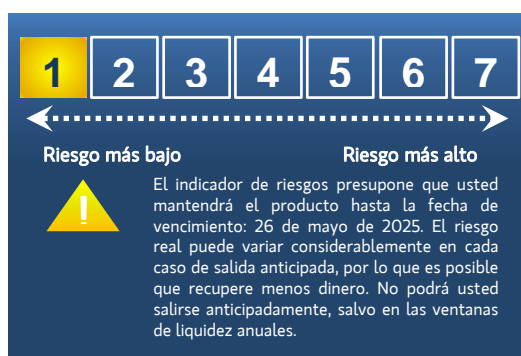 1 2 3 4 5 6 7
Riesgo más bajo Riesgo más alto
!
El indicador de riesgos presupone que usted
mantendrá el producto hasta la fecha de
vencimiento: 26 de mayo de 2025. El riesgo
real puede variar considerablemente en cada
caso de salida anticipada, por lo que es posible
que recupere menos dinero. No podrá usted
salirse anticipadamente, salvo en las ventanas
de liquidez anuales.